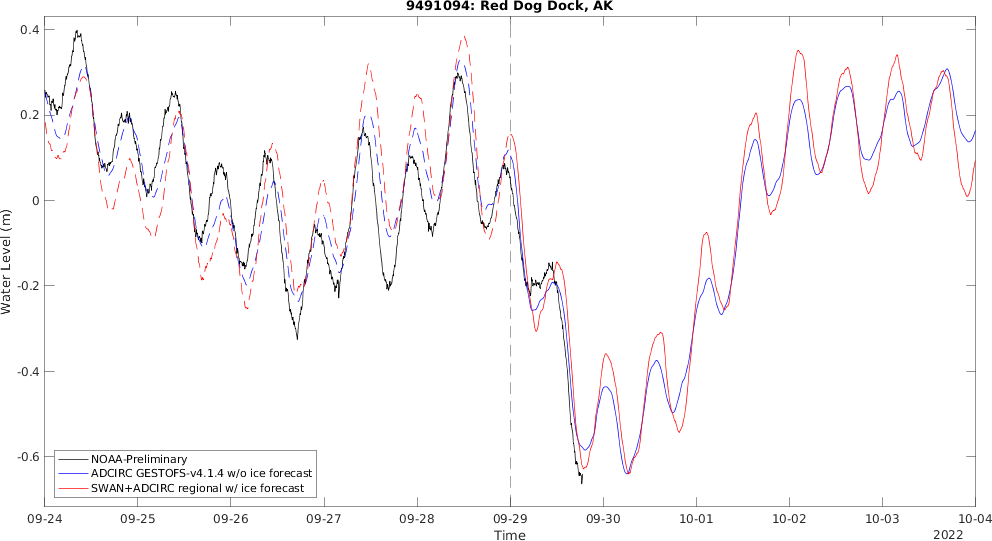 9491094: Red Dog Dock, AK
0.4
0.2
0
-0.2
-0.4
-0.6
Water Level (m)
NOAA-Preliminary
ADCIRC GESTOFS-v4.1.4 w/o ice forecast
SWAN+ADCIRC regional w/ ice forecast
09-24 09-25 09-26 09-27 09-28 09-29 09-30 10-01 10-02 10-03 10-04
Time
2022